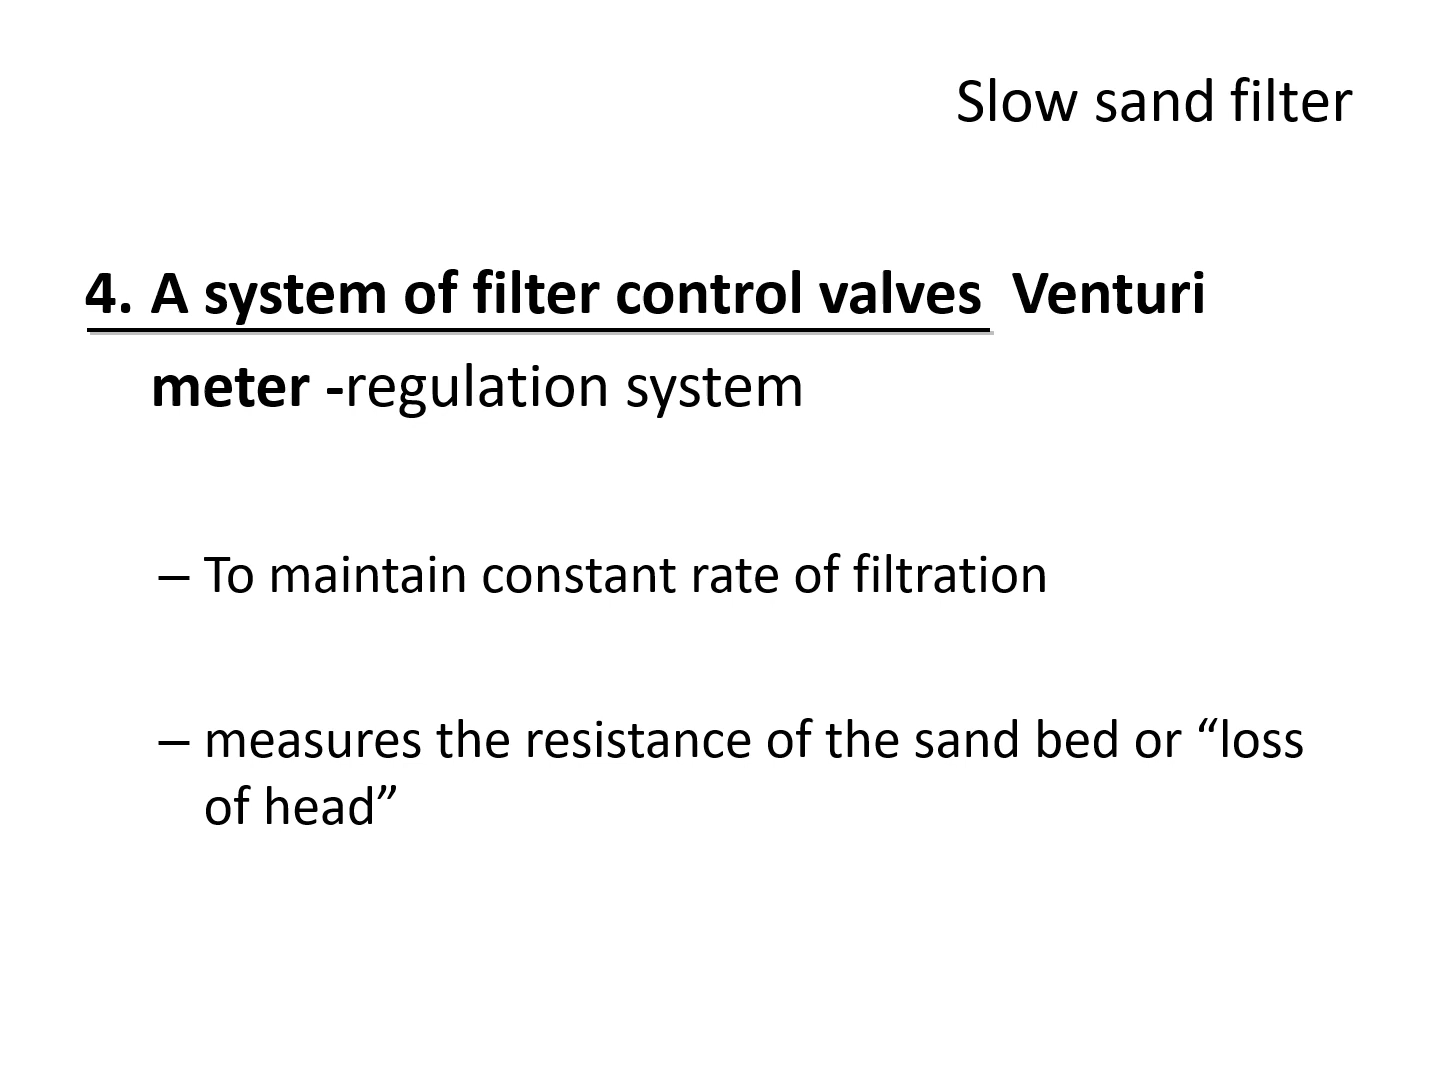 Slow sand filter
4. A system of filter control valves  Venturi
meter -regulation system
– To maintain constant rate of filtration
– measures the resistance of the sand bed or “loss
of head”